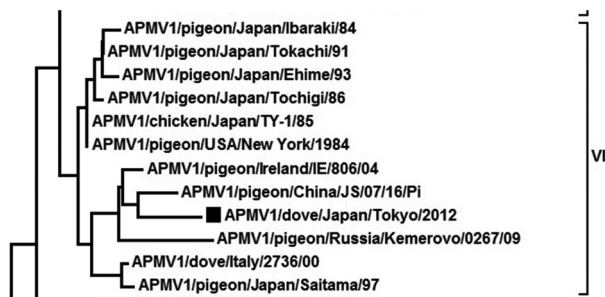 APMV1/pigeon/Japan/Ibaraki/84
APMV1/pigeon/Japan/Tokachi/91
APMV1/pigeon/Japan/Ehime/93
APMV1/pigeon/Japan/Tochigi/86
APMV1/chicken/Japan/TY-1/85
APMV1/pigeon/USA/New York/1984
APMV1/pigeon/Ireland/IE/806/04
APMV1/pigeon/China/JS/07/16/Pi
APMV1/dove/Japan/Tokyo/2012
APMV1/pigeon/Russia/Kemerovo/0267/09
APMV1/dove/Italy/2736/00
APMV1/pigeon/Japan/Saitama/97